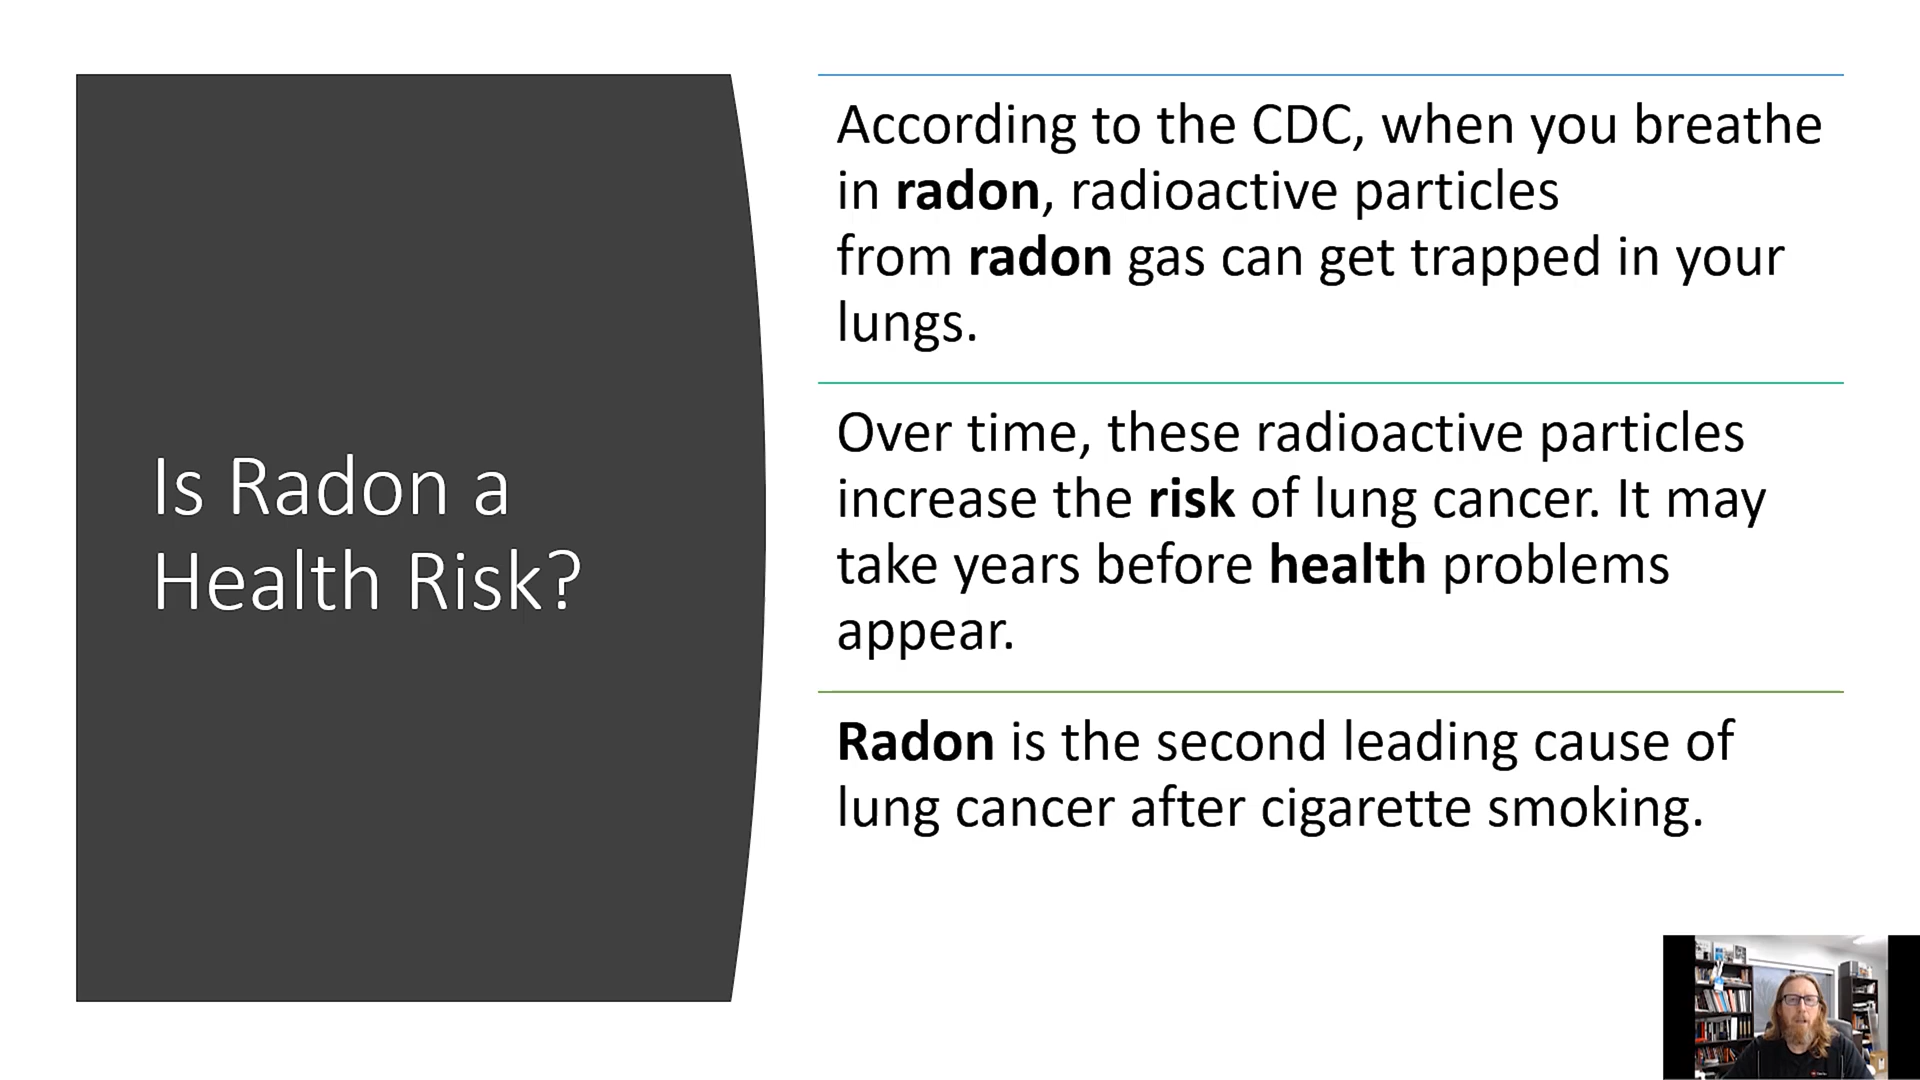 Is Radon a
Health Risk?
According to the CDC, when you breathe
in radon, radioactive particles
from radon gas can get trapped in your
lungs.
Over time, these radioactive particles
increase the risk of lung cancer. It may
take years before health problems
appear.
Radon is the second leading cause of
lung cancer after cigarette smoking.